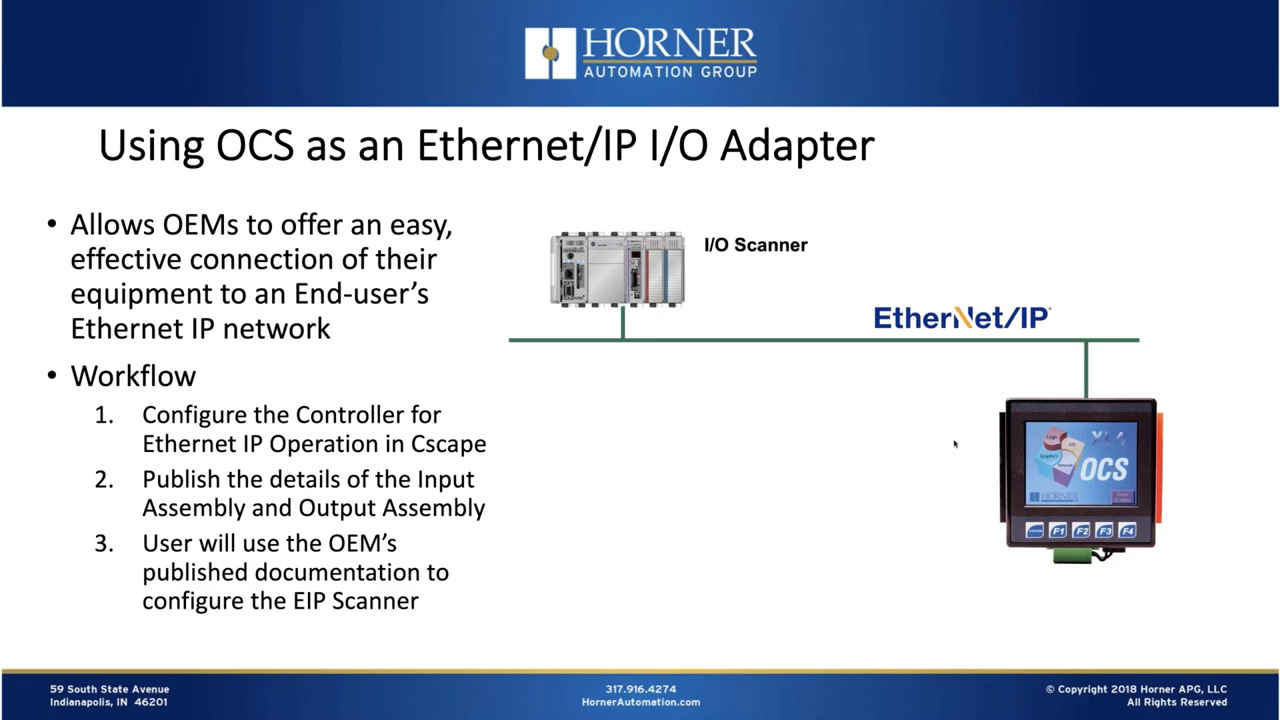 HORNER
AUTOMATION GROUP
Using OCS as an Ethernet/IP I/O Adapter
• Allows OEMs to offer an easy,
effective connection of their
equipment to an End-user's
Ethernet IP network
• Workflow
1. Configure the Controller for
Ethernet IP Operation in Cscape
2. Publish the details of the Input
Assembly and Output Assembly
3. User will use the OEM's
published documentation to
configure the EIP Scanner
I/O Scanner
EtherNet/IP
Logic
I/O
Graphics
XL4
OCS
HORNER
F1 F2 F3 F4
59 South State Avenue
Indianapolis, IN 46201
317.916.4274
HornerAutomation.com
© Copyright 2018 Horner APG, LLC
All Rights Reserved